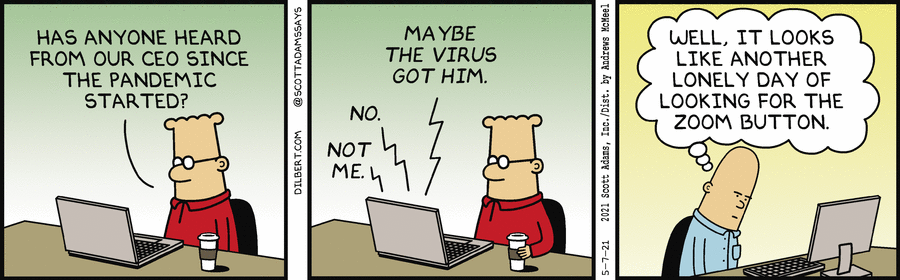 HAS ANYONE HEARD
FROM OUR CEO SINCE
THE PANDEMIC
STARTED?
DILBERT.COM @SCOTTADAMSSAYS
MAYBE
THE VIRUS
GOT HIM.
NO.
NOT
ME.
5-7-21 2021 Scott Adams, Inc./Dist. by Andrews McMeel
WELL, IT LOOKS
LIKE ANOTHER
LONELY DAY OF
LOOKING FOR THE
ZOOM BUTTON.